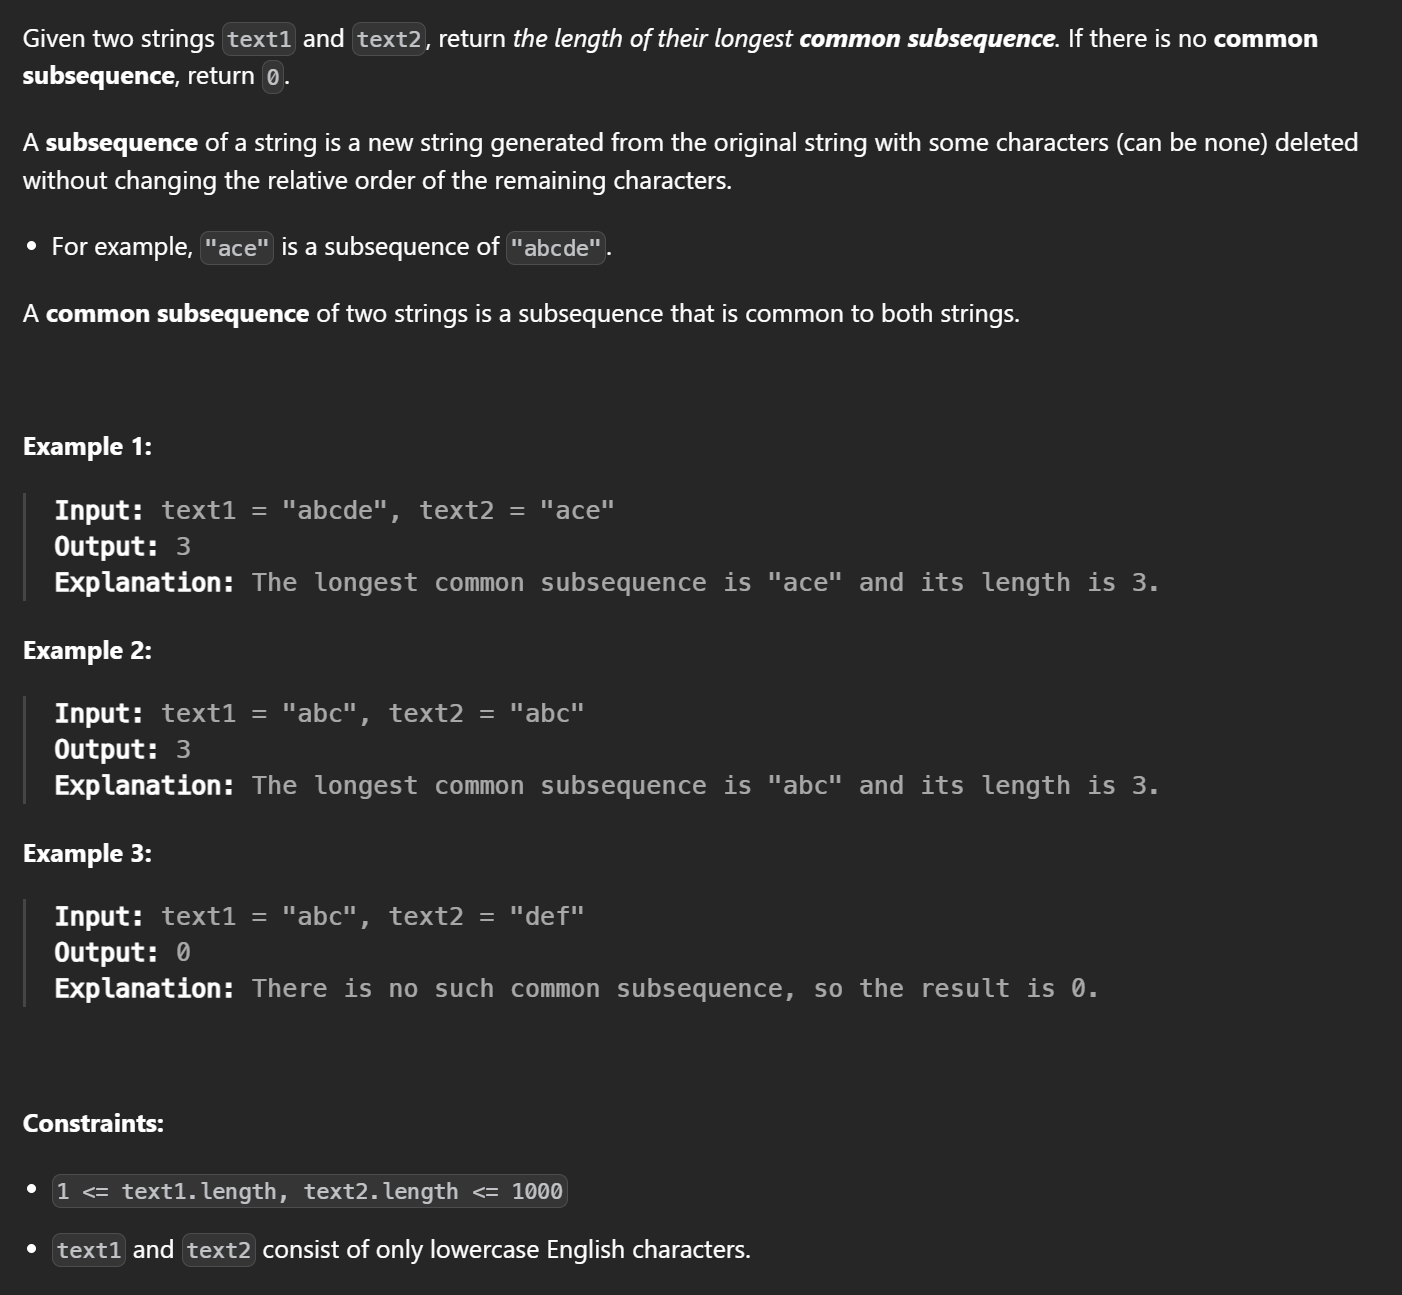 Given two strings text1 and text2, return the length of their longest common subsequence. If there is no common
subsequence, return 0.
A subsequence of a string is a new string generated from the original string with some characters (can be none) deleted
without changing the relative order of the remaining characters.
• For example, "ace" is a subsequence of "abcde".
A common subsequence of two strings is a subsequence that is common to both strings.
Example 1:
Input: text1 = "abcde", text2 = "ace"
Output: 3
Explanation: The longest common subsequence is "ace" and its length is 3.
Example 2:
Input: text1 = "abc", text2 = "abc"
Output: 3
Explanation: The longest common subsequence is "abc" and its length is 3.
Example 3:
Input: text1 = "abc", text2 = "def"
Output: 0
Explanation: There is no such common subsequence, so the result is 0.
Constraints:
• 1 <= text1.length, text2.length <= 1000
• text1 and text2 consist of only lowercase English characters.